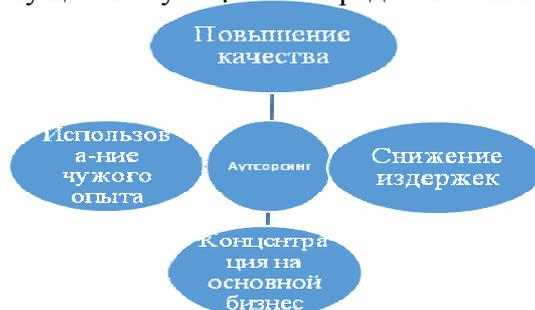 Повышение
качества
Использов
а-ние
чужого
опыта
Аутсорсинг
Снижение
издержек
Концентра
ция на
основной
бизнес